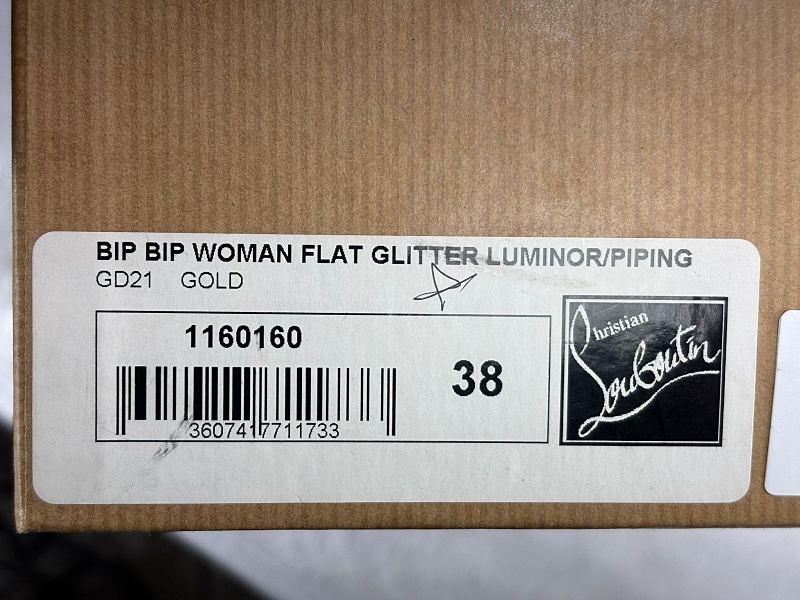 BIP BIP WOMAN FLAT GLITTER LUMINOR/PIPING
GD21 GOLD
1160160
38
3607417711733
Christian
Louboutin